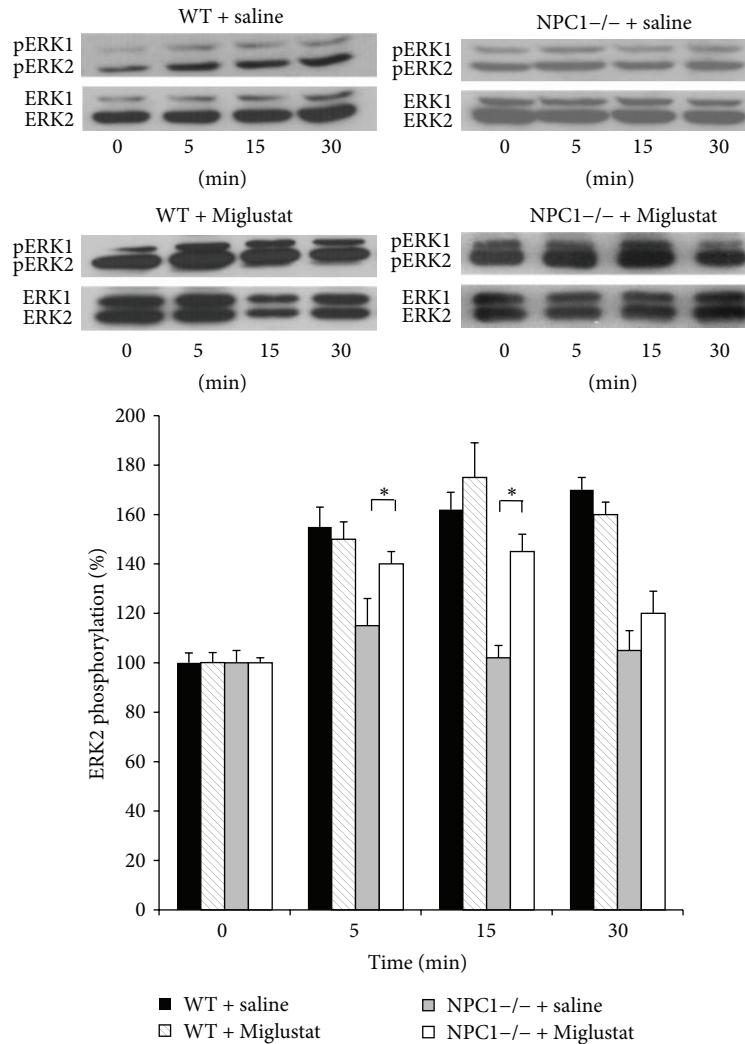 WT + saline
pERK1
pERK2
ERK1
ERK2
0 5 15 30
(min)
NPC1−/− + saline
pERK1
pERK2
ERK1
ERK2
0 5 15 30
(min)
WT + Miglustat
pERK1
pERK2
ERK1
ERK2
0 5 15 30
(min)
NPC1−/− + Miglustat
pERK1
pERK2
ERK1
ERK2
0 5 15 30
(min)
ERK2 phosphorylation (%)
200
180
160
140
120
100
80
60
40
20
0
* *
0 5 15 30
Time (min)
WT + saline
WT + Miglustat
NPC1−/− + saline
NPC1−/− + Miglustat